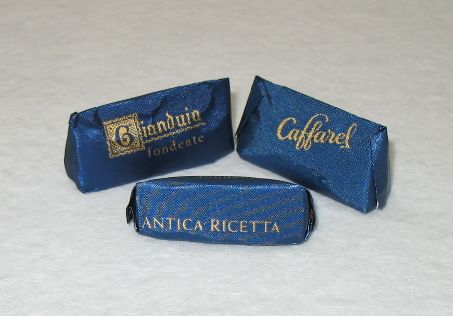 Gianduia
fondente
Caffarel
ANTICA RICETTA